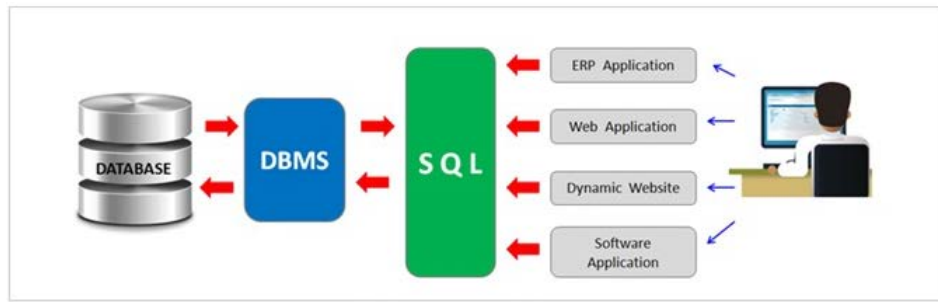 DATABASE
DBMS
SQL
ERP Application
Web Application
Dynamic Website
Software
Application